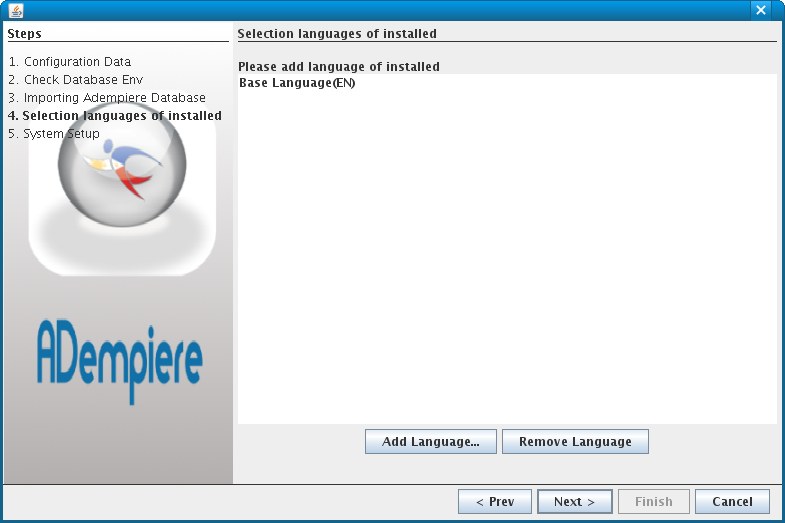 Steps
1. Configuration Data
2. Check Database Env
3. Importing Adempiere Database
4. Selection languages of installed
5. System Setup
ADempiere
Selection languages of installed
Please add language of installed
Base Language(EN)
Add Language...
Remove Language
< Prev
Next >
Finish
Cancel